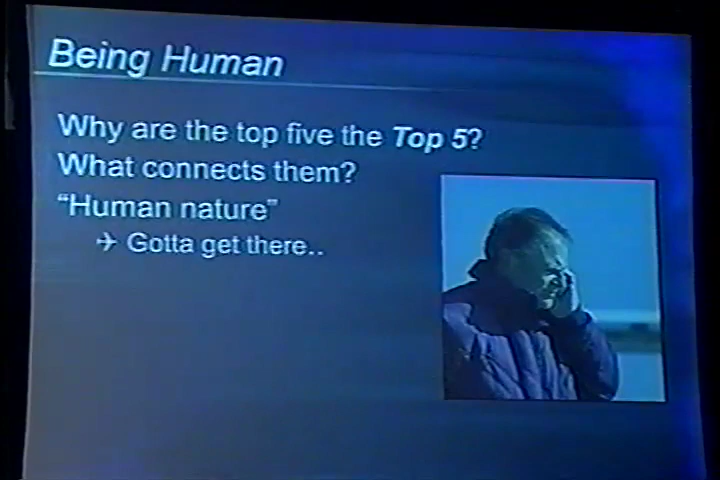 Being Human
Why are the top five the Top 5?
What connects them?
“Human nature”
✈ Gotta get there..